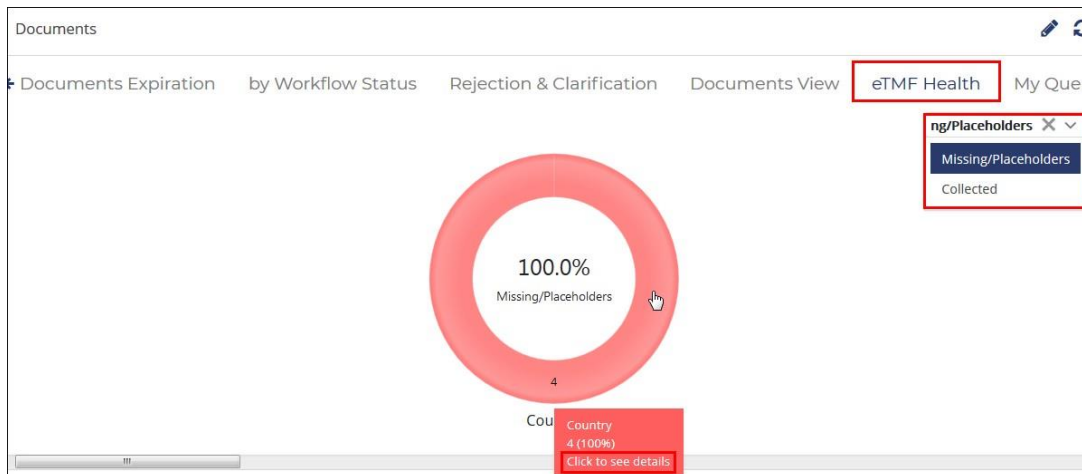 Documents
Documents Expiration by Workflow Status Rejection & Clarification Documents View eTMF Health My Que
ng/Placeholders
Missing/Placeholders
Collected
100.0%
Missing/Placeholders
4
Cou
Country
4 (100%)
Click to see details